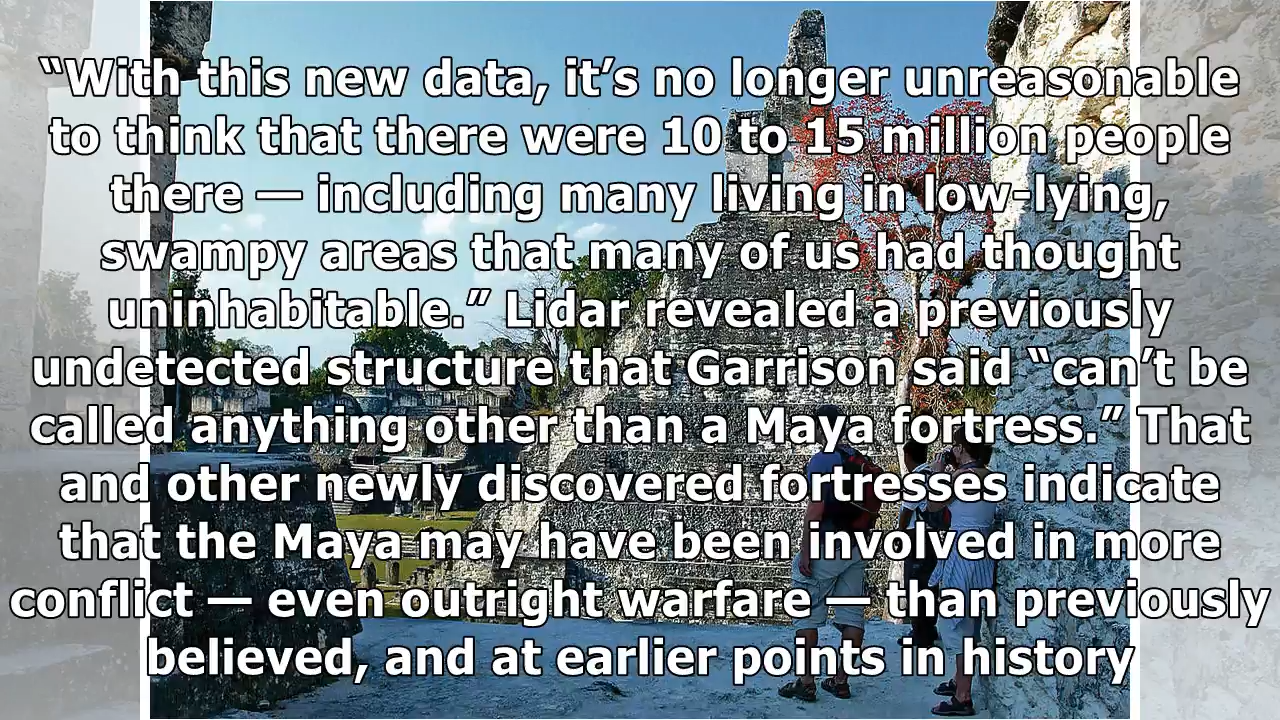 “With this new data, it’s no longer unreasonable
to think that there were 10 to 15 million people
there — including many living in low-lying,
swampy areas that many of us had thought
uninhabitable.” Lidar revealed a previously
undetected structure that Garrison said “can’t be
called anything other than a Maya fortress.” That
and other newly discovered fortresses indicate
that the Maya may have been involved in more
conflict — even outright warfare — than previously
believed, and at earlier points in history